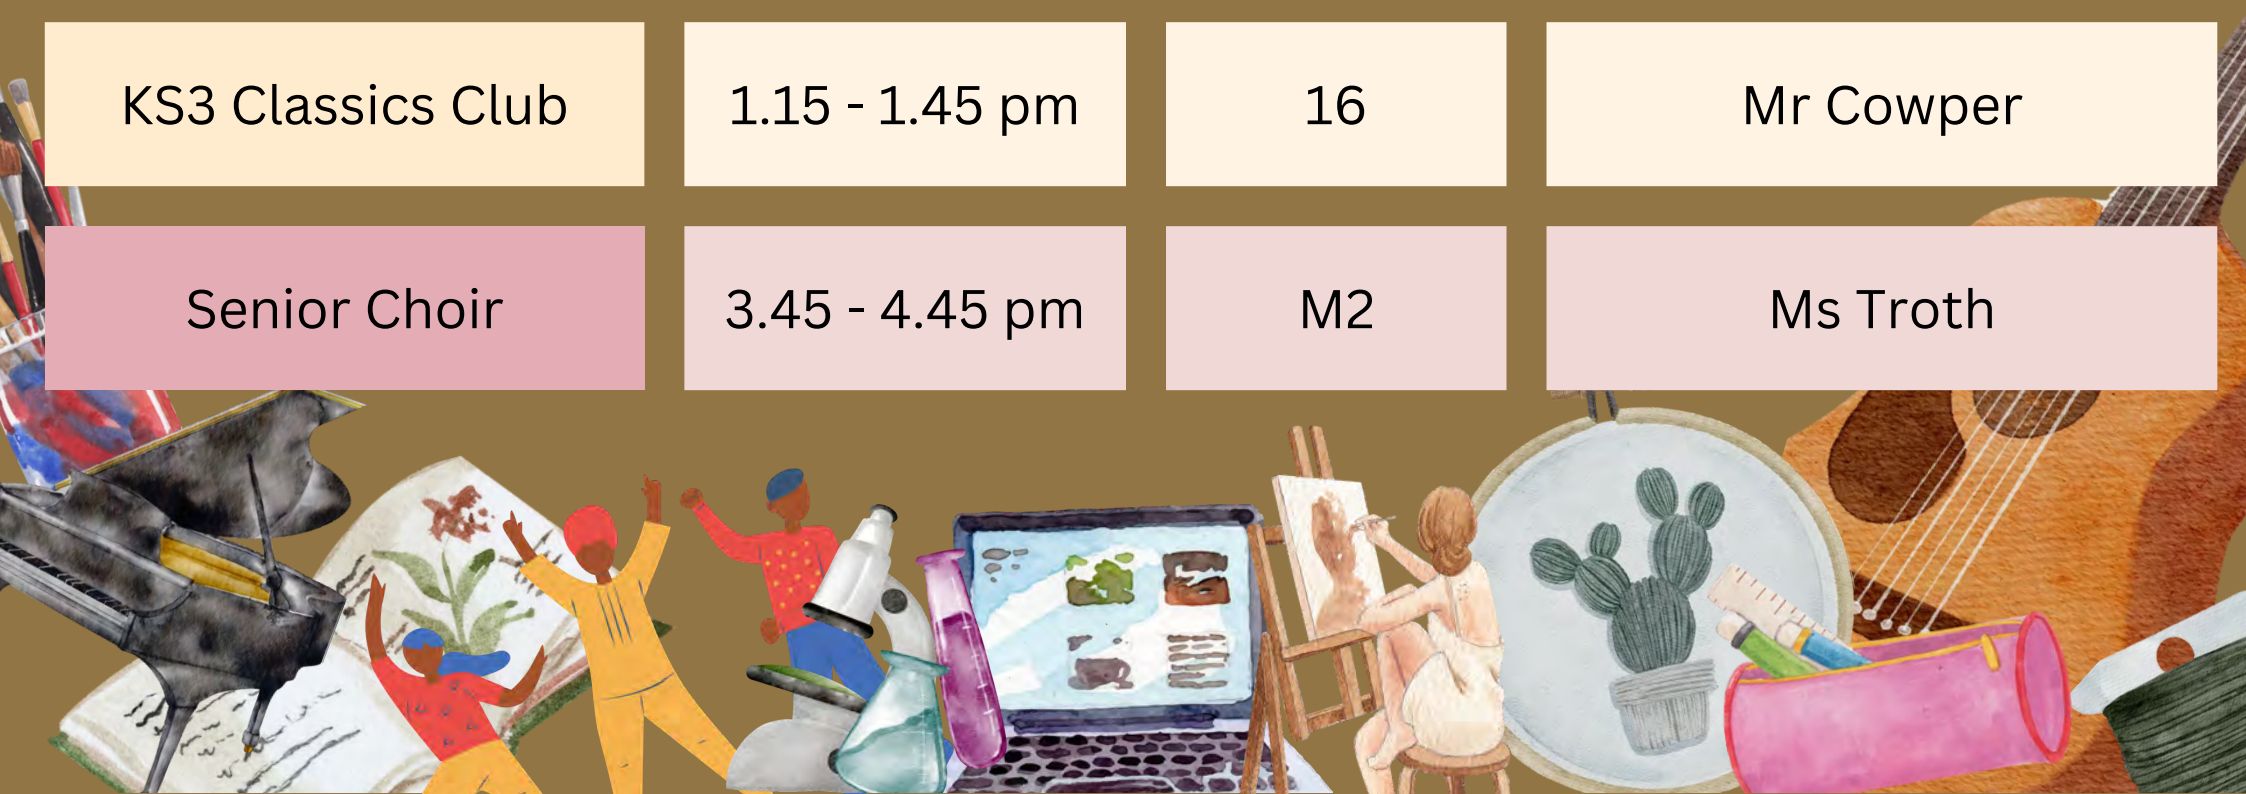 KS3 Classics Club 1.15 - 1.45 pm 16 Mr Cowper
Senior Choir 3.45 - 4.45 pm M2 Ms Troth